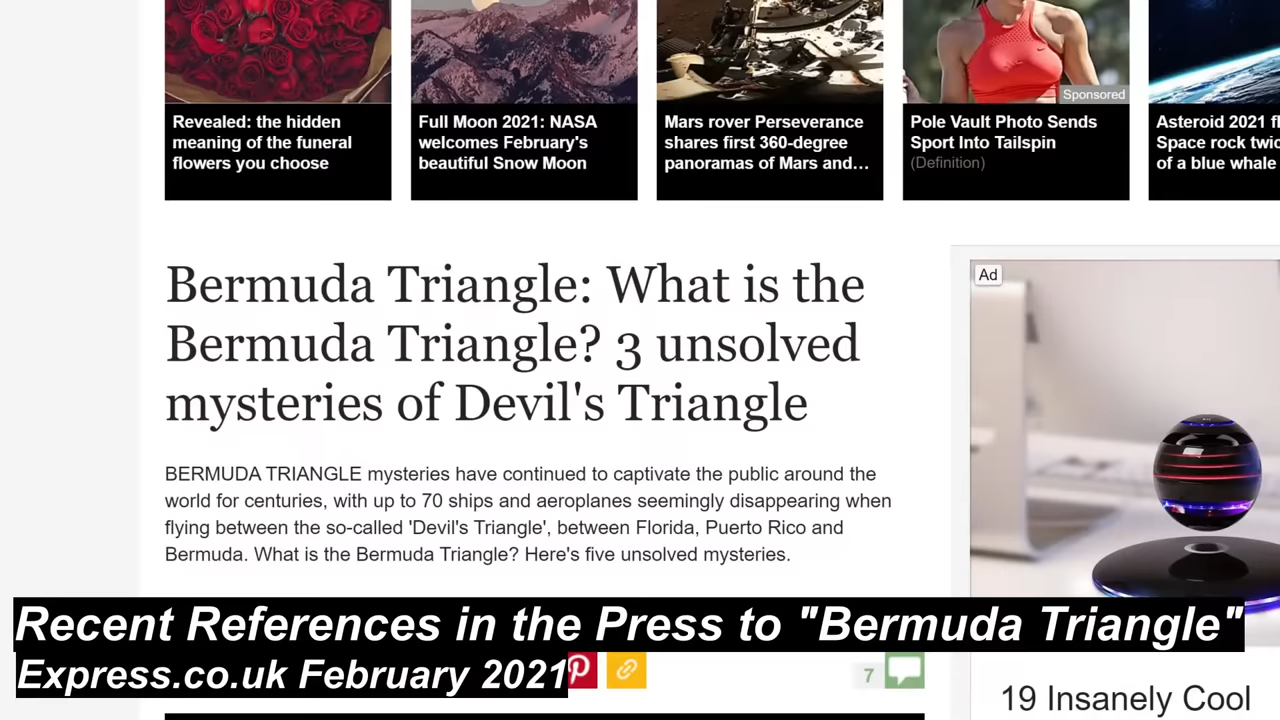 Revealed: the hidden
meaning of the funeral
flowers you choose
Full Moon 2021: NASA
welcomes February's
beautiful Snow Moon
Mars rover Perseverance
shares first 360-degree
panoramas of Mars and...
Sponsored
Pole Vault Photo Sends
Sport Into Tailspin
(Definition)
Asteroid 2021
Space rock
of a blue whale
Bermuda Triangle: What is the
Bermuda Triangle? 3 unsolved
mysteries of Devil's Triangle
BERMUDA TRIANGLE mysteries have continued to captivate the public around the
world for centuries, with up to 70 ships and aeroplanes seemingly disappearing when
flying between the so-called 'Devil's Triangle', between Florida, Puerto Rico and
Bermuda. What is the Bermuda Triangle? Here's five unsolved mysteries.
Ad
Recent References in the Press to "Bermuda Triangle"
Express.co.uk February 2021
7
19 Insanely Cool